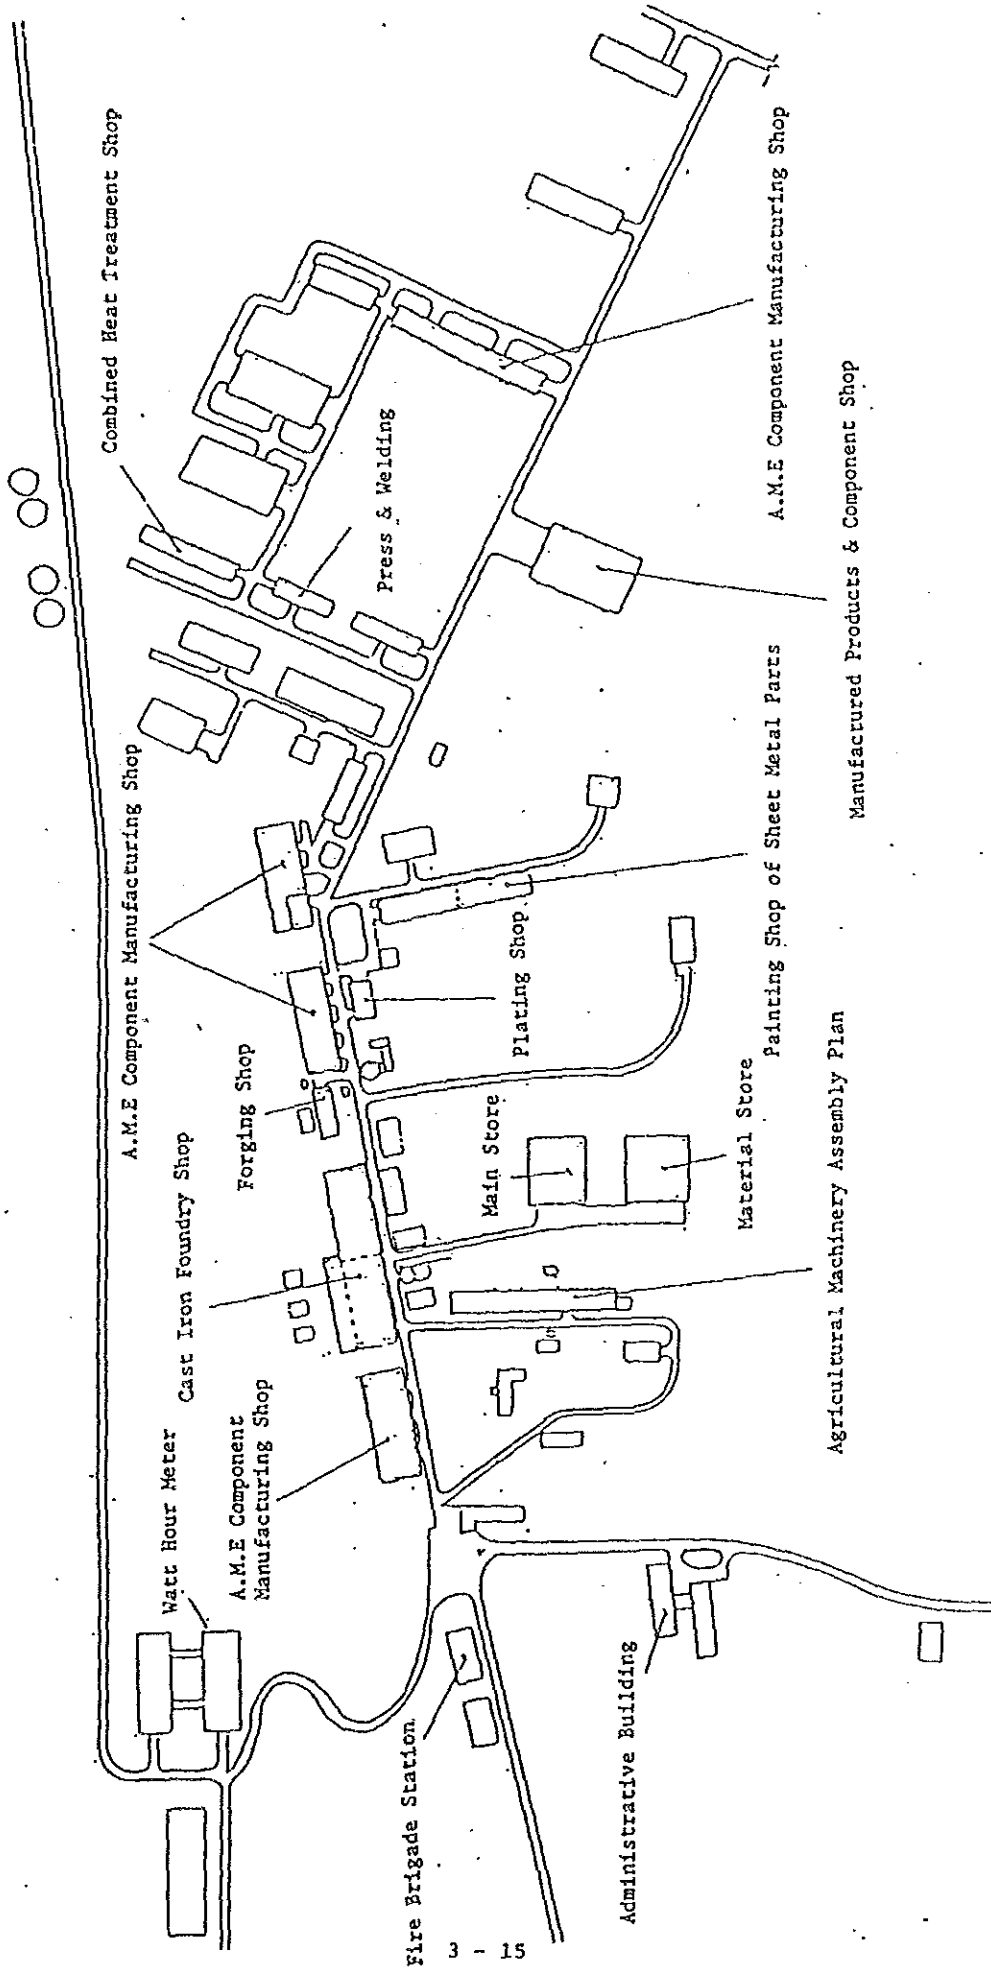 Combined Heat Treatment Shop
A.M.E Component Manufacturing Shop
Press & Welding
A.M.E Component Manufacturing Shop
Manufactured Products & Component Shop
Forging Shop
Cast Iron Foundry Shop
Plating Shop
Painting Shop of Sheet Metal Parts
Main Store
Material Store
Watt Hour Meter
A.M.E Component
Manufacturing Shop
Agricultural Machinery Assembly Plan
Fire Brigade Station
Administrative Building
3 - 15